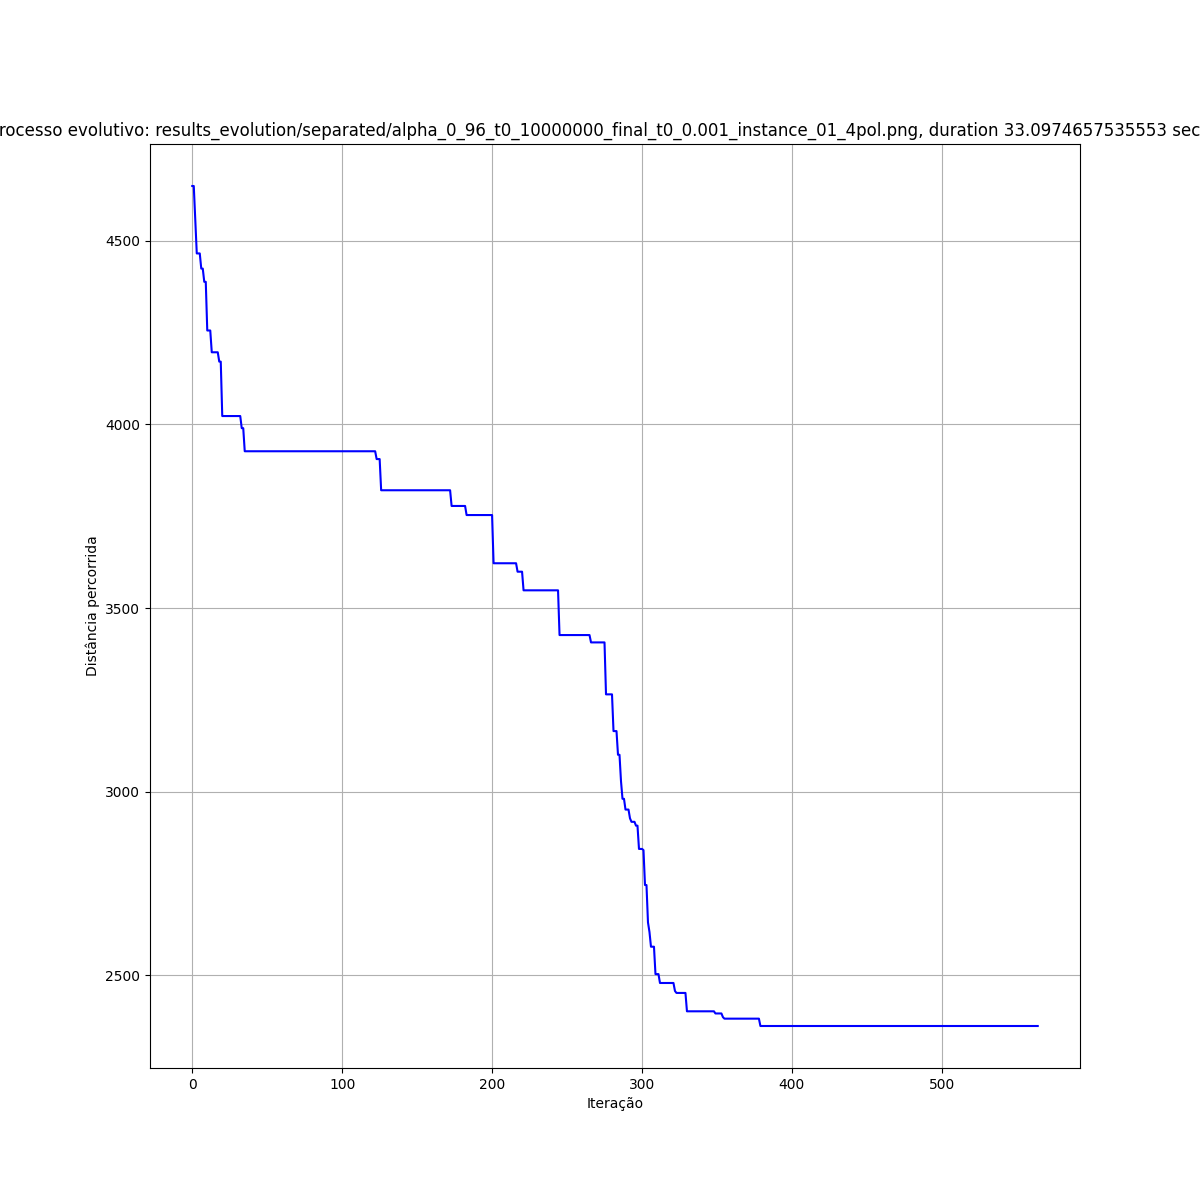 rocesso evolutivo: results_evolution/separated/alpha_0_96_t0_10000000_final_t0_0.001_instance_01_4pol.png, duration 33.0974657535553 sec
4500
4000
3500
3000
2500
Distância percorrida
0 100 200 300 400 500
Iteração